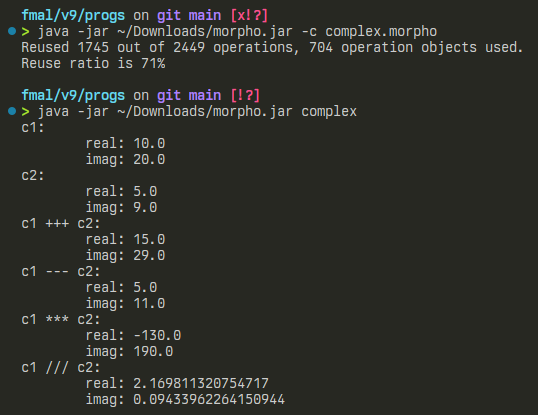 fmal/v9/progs on git main [x!?]
> java -jar ~/Downloads/morpho.jar -c complex.morpho
Reused 1745 out of 2449 operations, 704 operation objects used.
Reuse ratio is 71%
fmal/v9/progs on git main [!?]
> java -jar ~/Downloads/morpho.jar complex
c1:
real: 10.0
imag: 20.0
c2:
real: 5.0
imag: 9.0
c1 +++ c2:
real: 15.0
imag: 29.0
c1 --- c2:
real: 5.0
imag: 11.0
c1 *** c2:
real: -130.0
imag: 190.0
c1 /// c2:
real: 2.169811320754717
imag: 0.09433962264150944